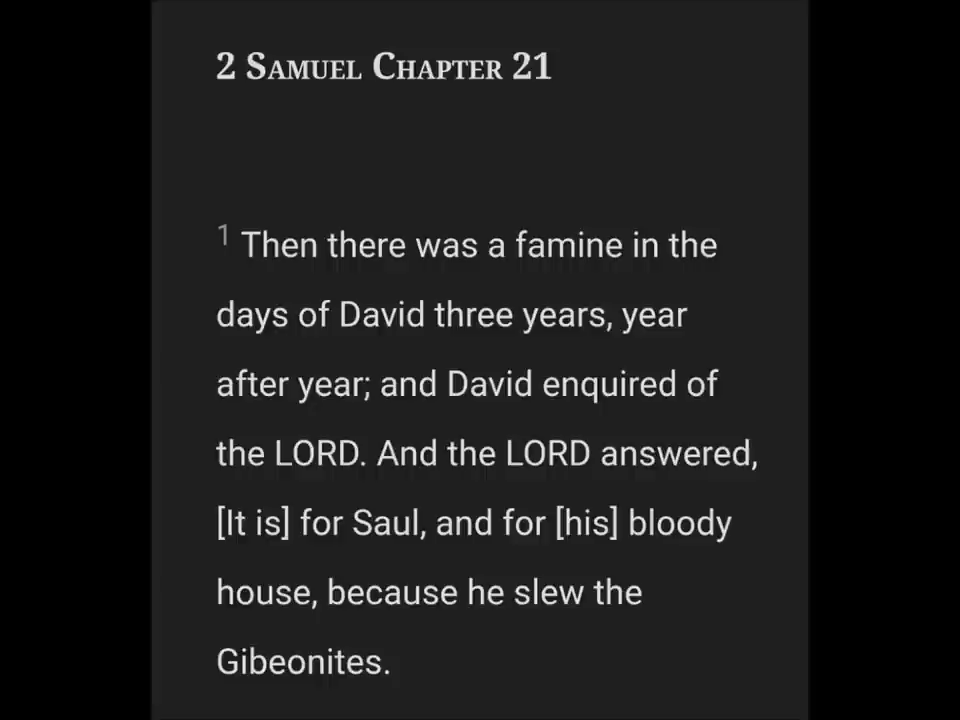 2 Samuel Chapter 21
1 Then there was a famine in the
days of David three years, year
after year; and David enquired of
the LORD. And the LORD answered,
[It is] for Saul, and for [his] bloody
house, because he slew the
Gibeonites.